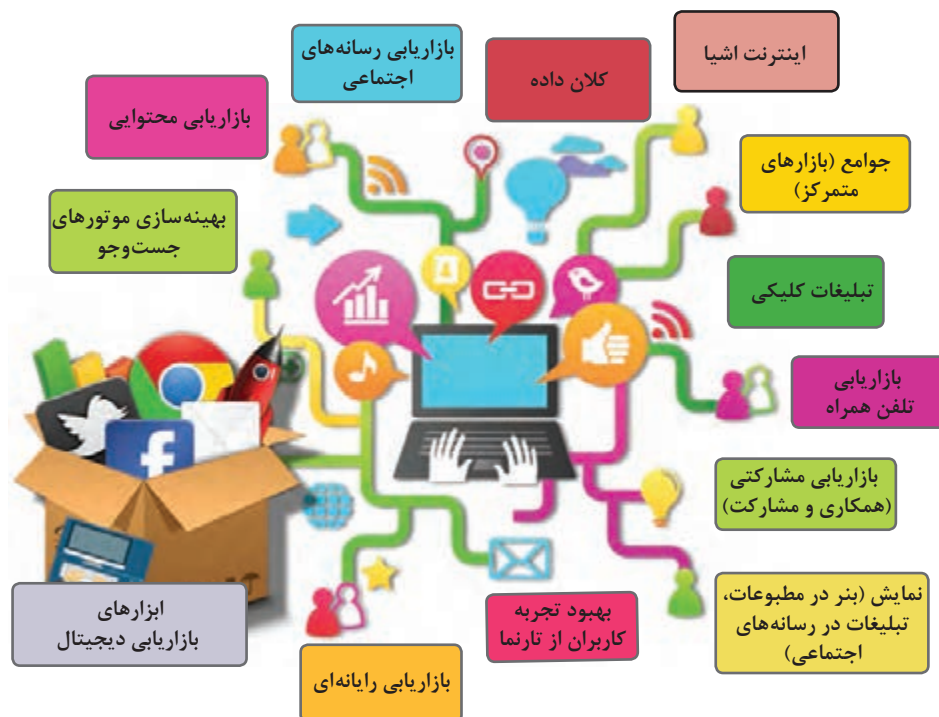 اینترنت اشیا
کلان داده
بازاریابی رسانه‌های
اجتماعی
بازاریابی محتوایی
جوامع (بازارهای
متمرکز)
بهینه‌سازی موتورهای
جست‌وجو
تبلیغات کلیکی
بازاریابی
تلفن همراه
بازاریابی مشارکتی
(همکاری و مشارکت)
نمایش (بنر در مطبوعات،
تبلیغات در رسانه‌های
اجتماعی)
بهبود تجربه
کاربران از تارنما
بازاریابی رایانه‌ای
ابزارهای
بازاریابی دیجیتال